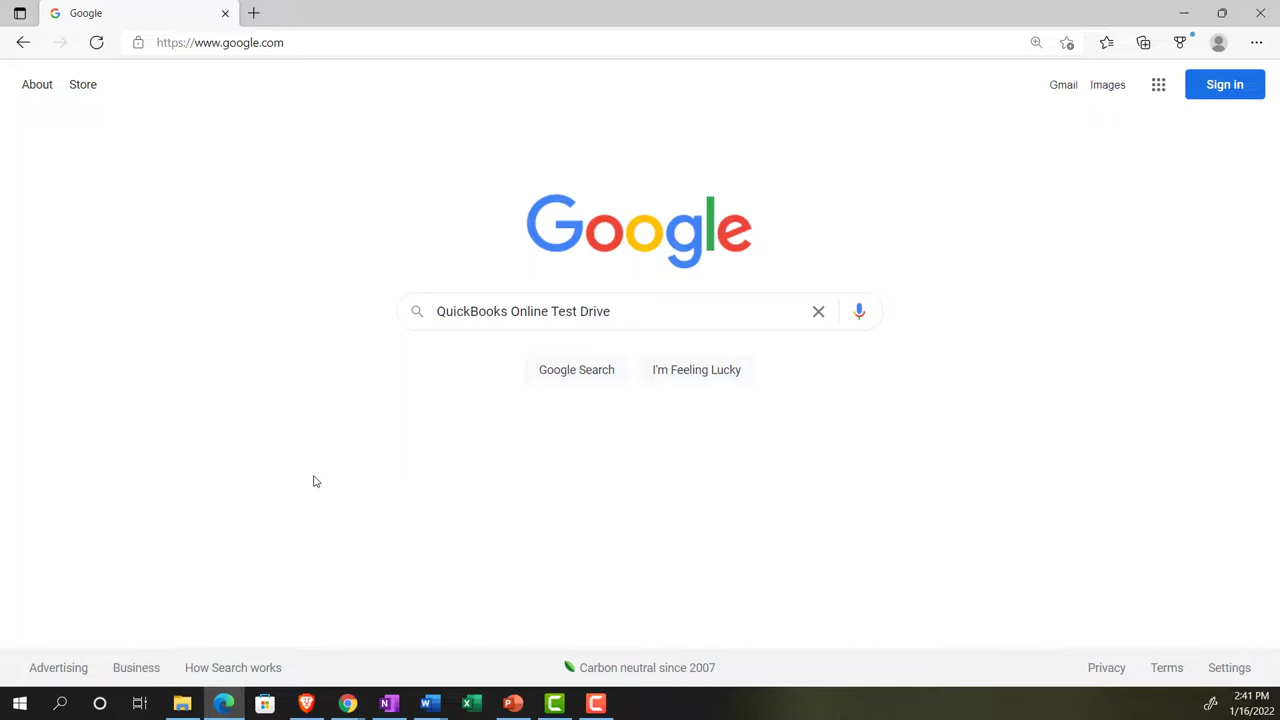 Google
https://www.google.com
About
Store
Gmail
Images
Sign in
Google
QuickBooks Online Test Drive
Google Search
I'm Feeling Lucky
Advertising
Business
How Search works
Carbon neutral since 2007
Privacy
Terms
Settings
2:41 PM
1/16/2022